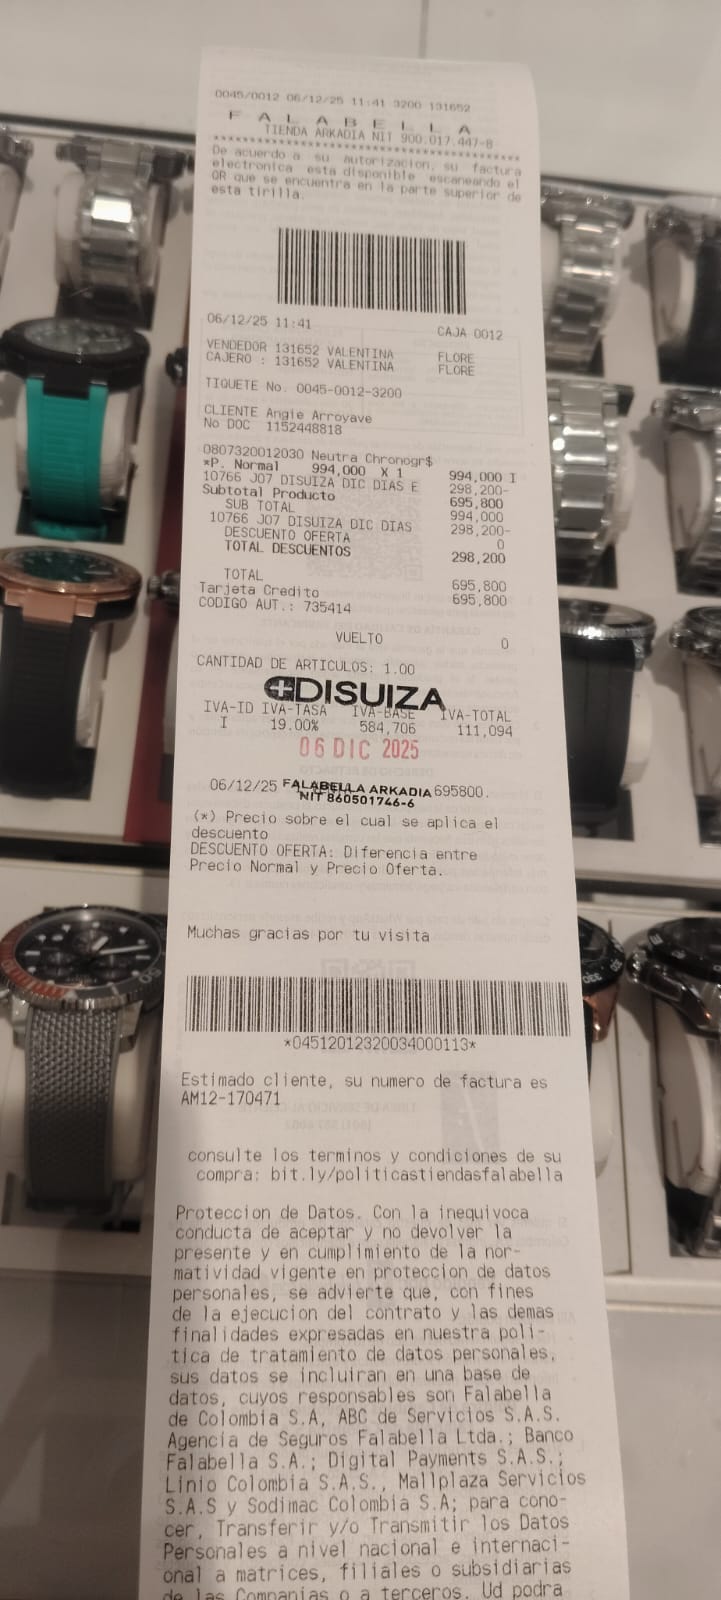 0045/0012 06/12/25 11:41 3200 131652
F A L A B E L L A
TIENDA ARKADIA NIT 900.017.447-8
****************************************
De acuerdo a su autorizacion, su factura
electronica esta disponible escaneando el
QR que se encuentra en la parte superior de
esta tirilla.
06/12/25 11:41 CAJA 0012
VENDEDOR 131652 VALENTINA FLORE
CAJERO : 131652 VALENTINA FLORE
TIQUETE No. 0045-0012-3200
CLIENTE Angie Arroyave
No DOC 1152448818
0807320012030 Neutra Chronogr$
*P. Normal 994,000 X 1 994,000 I
10766 J07 DISUIZA DIC DIAS E 298,200-
Subtotal Producto 695,800
SUB TOTAL 994,000
10766 J07 DISUIZA DIC DIAS 298,200-
DESCUENTO OFERTA 0
TOTAL DESCUENTOS 298,200
TOTAL 695,800
Tarjeta Credito 695,800
CODIGO AUT.: 735414
VUELTO 0
CANTIDAD DE ARTICULOS: 1.00
DISUIZA
IVA-ID IVA-TASA IVA-BASE IVA-TOTAL
I 19.00% 584,706 111,094
06 DIC 2025
06/12/25 FALABELLA ARKADIA 695800.
NIT 860501746-6
(*) Precio sobre el cual se aplica el
descuento
DESCUENTO OFERTA: Diferencia entre
Precio Normal y Precio Oferta.
Muchas gracias por tu visita
*04512012320034000113*
Estimado cliente, su numero de factura es
AM12-170471
consulte los terminos y condiciones de su
compra: bit.ly/politicastiendasfalabella
Proteccion de Datos. Con la inequivoca
conducta de aceptar y no devolver la
presente y en cumplimiento de la nor-
matividad vigente en proteccion de datos
personales, se advierte que, con fines
de la ejecucion del contrato y las demas
finalidades expresadas en nuestra poli-
tica de tratamiento de datos personales,
sus datos se incluiran en una base de
datos, cuyos responsables son Falabella
de Colombia S.A, ABC de Servicios S.A.S.
Agencia de Seguros Falabella Ltda.; Banco
Falabella S.A.; Digital Payments S.A.S.;
Linio Colombia S.A.S., Mallplaza Servicios
S.A.S y Sodimac Colombia S.A; para cono-
cer, Transferir y/o Transmitir los Datos
Personales a nivel nacional e internaci-
onal a matrices, filiales o subsidiarias
de las Companias o a terceros. Ud podra